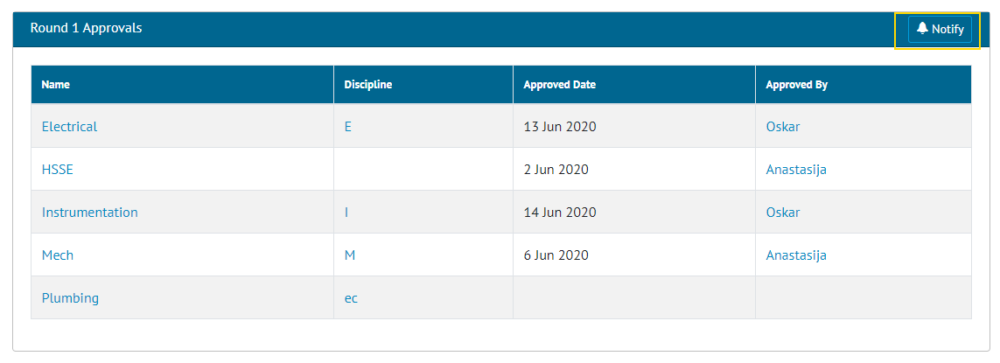 Round 1 Approvals Notify
Name Discipline Approved Date Approved By
Electrical E 13 Jun 2020 Oskar
HSSE 2 Jun 2020 Anastasija
Instrumentation I 14 Jun 2020 Oskar
Mech M 6 Jun 2020 Anastasija
Plumbing ec